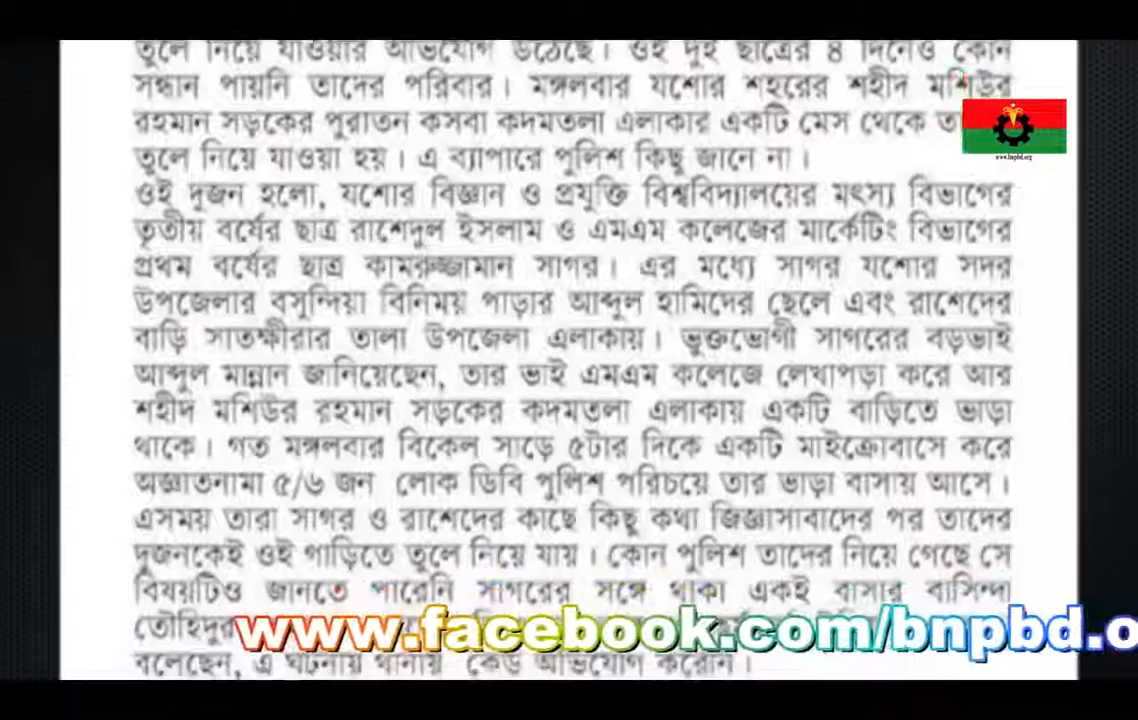 তুলে নিয়ে যাওয়ার অভিযোগ উঠেছে। ওই দুই ছাত্রের ৪ দিনেও কোন
সন্ধান পায়নি তাদের পরিবার। মঙ্গলবার যশোর শহরের শহীদ মশিউর
রহমান সড়কের পুরাতন কসবা কদমতলা এলাকার একটি মেস থেকে
তুলে নিয়ে যাওয়া হয়। এ ব্যাপারে পুলিশ কিছু জানে না।
www.bnpbd.org
ওই দুজন হলো, যশোর বিজ্ঞান ও প্রযুক্তি বিশ্ববিদ্যালয়ের মৎস্য বিভাগের
তৃতীয় বর্ষের ছাত্র রাশেদুল ইসলাম ও এমএম কলেজের মার্কেটিং বিভাগের
প্রথম বর্ষের ছাত্র কামরুজ্জামান সাগর। এর মধ্যে সাগর যশোর সদর
উপজেলার বসুন্দিয়া বিনিময় পাড়ার আব্দুল হামিদের ছেলে এবং রাশেদের
বাড়ি সাতক্ষীরার তালা উপজেলা এলাকায়। ভুক্তভোগী সাগরের বড়ভাই
আব্দুল মান্নান জানিয়েছেন, তার ভাই এমএম কলেজে লেখাপড়া করে আর
শহীদ মশিউর রহমান সড়কের কদমতলা এলাকায় একটি বাড়িতে ভাড়া
থাকে। গত মঙ্গলবার বিকেল সাড়ে ৫টার দিকে একটি মাইক্রোবাসে করে
অজ্ঞাতনামা ৫/৬ জন লোক ডিবি পুলিশ পরিচয়ে তার ভাড়া বাসায় আসে।
এসময় তারা সাগর ও রাশেদের কাছে কিছু কথা জিজ্ঞাসাবাদের পর তাদের
দুজনকেই ওই গাড়িতে তুলে নিয়ে যায়। কোন পুলিশ তাদের নিয়ে গেছে সে
বিষয়টিও জানতে পারেনি সাগরের সঙ্গে থাকা একই বাসার বাসিন্দা
তৌহিদুর
www.facebook.com/bnpbd.o
বলেছেন, এ ঘটনায় থানায় কেউ অভিযোগ করেনি।